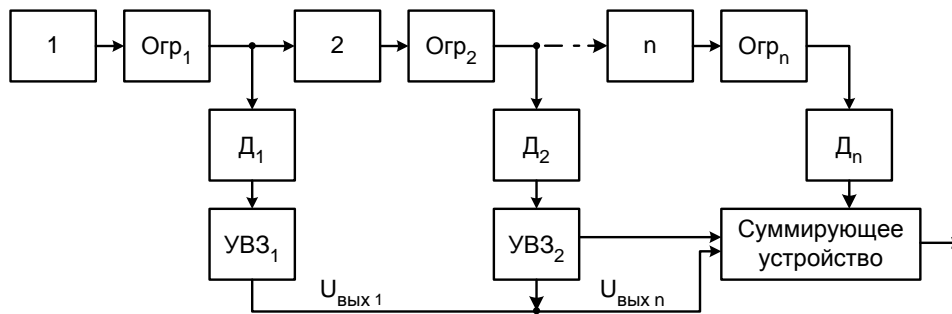 1
Огр₁
2
Огр₂
n
Огрₙ
Д₁
Д₂
Дₙ
УВЗ₁
УВЗ₂
Суммирующее
устройство
Uвых 1
Uвых n